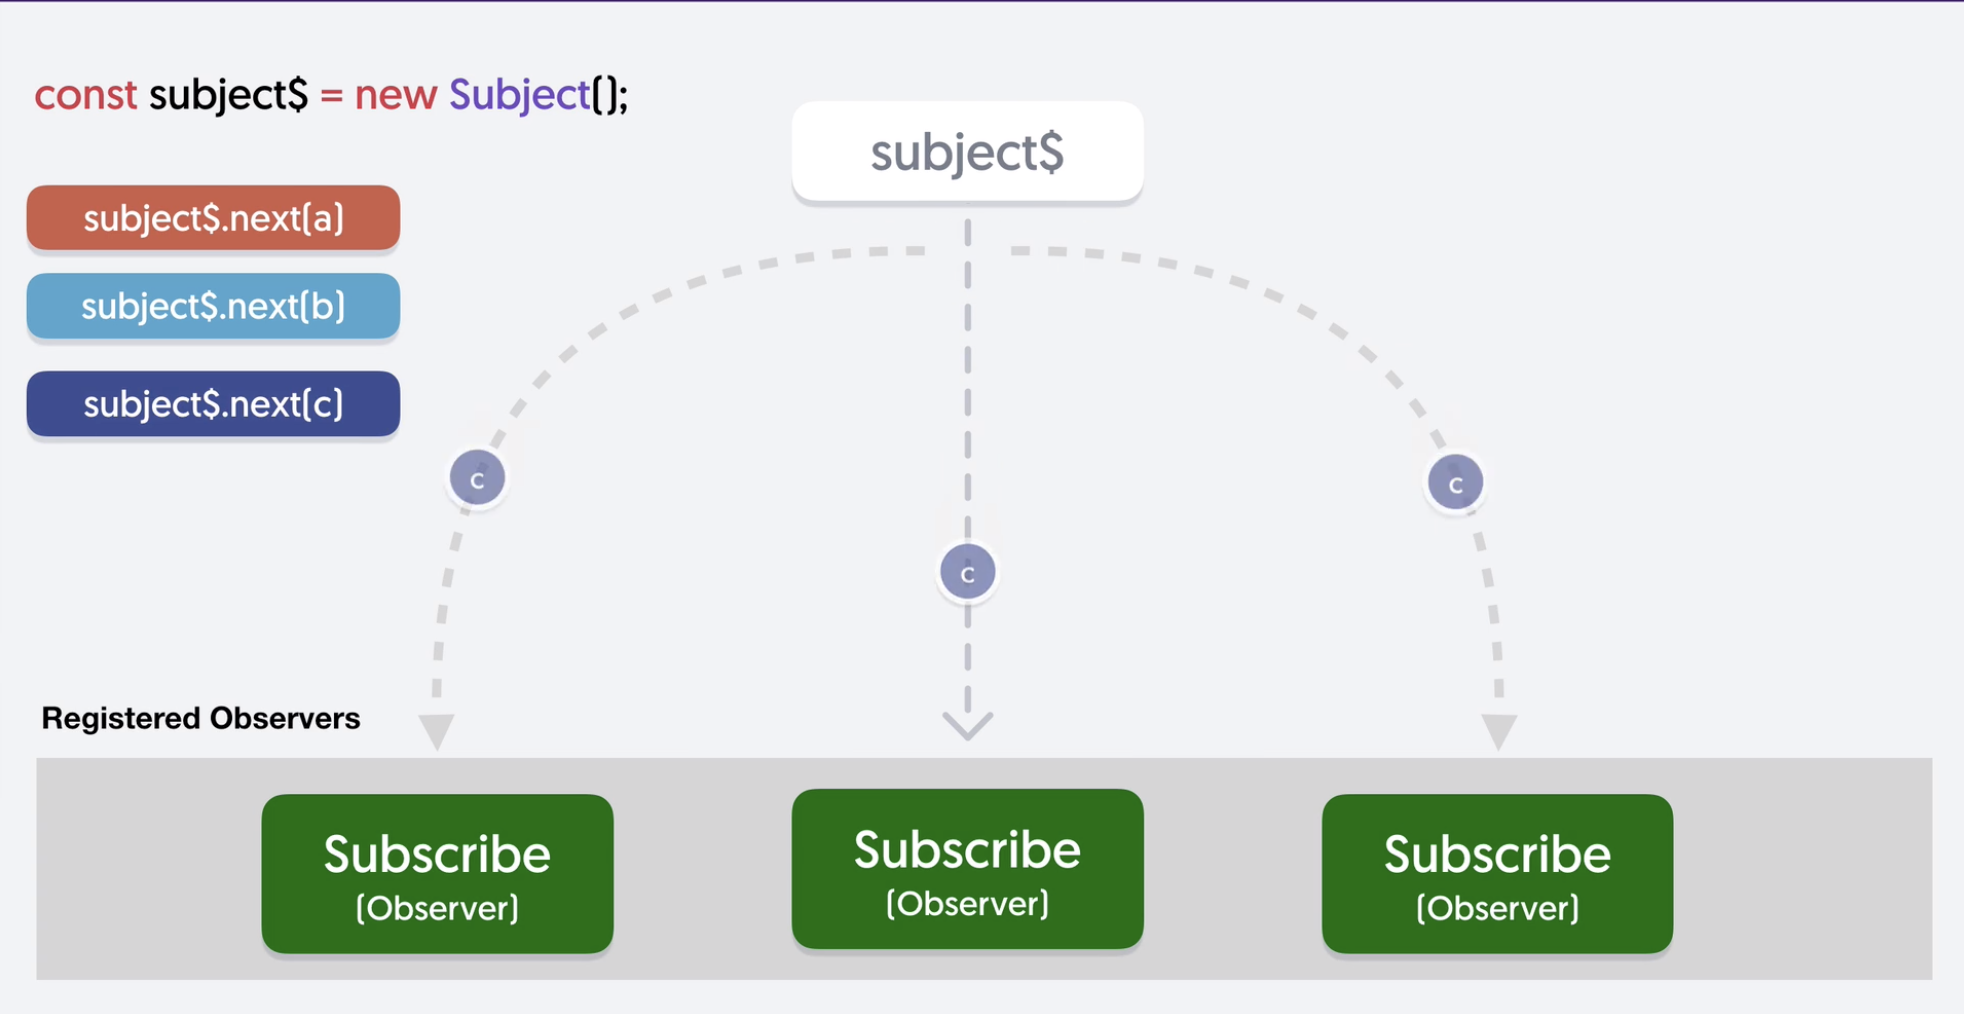 const subject$ = new Subject();
subject$
subject$.next(a)
subject$.next(b)
subject$.next(c)
c
c
c
Registered Observers
Subscribe
(Observer)
Subscribe
(Observer)
Subscribe
(Observer)